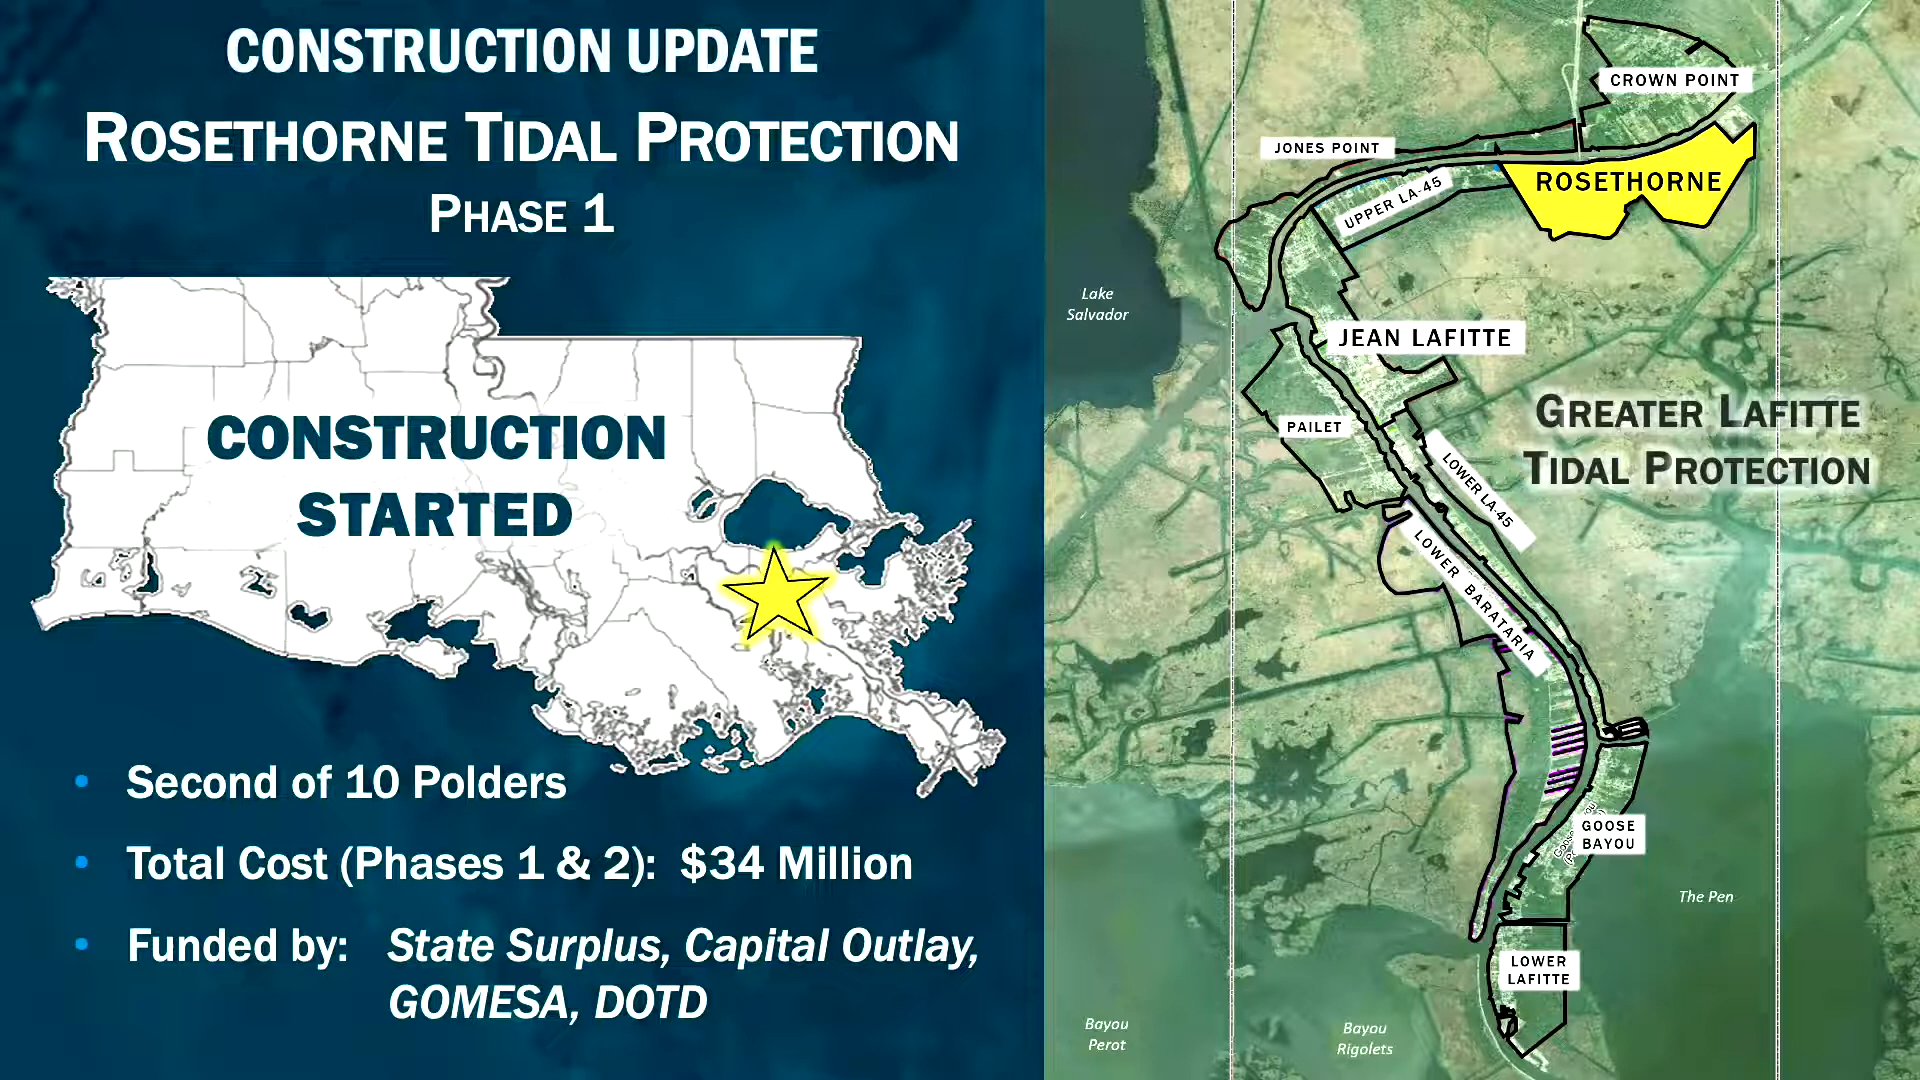 CONSTRUCTION UPDATE
ROSETHORNE TIDAL PROTECTION
PHASE 1
CONSTRUCTION
STARTED
• Second of 10 Polders
• Total Cost (Phases 1 & 2): $34 Million
• Funded by: State Surplus, Capital Outlay,
GOMESA, DOTD
CROWN POINT
JONES POINT
ROSETHORNE
UPPER LA-45
Lake
Salvador
JEAN LAFITTE
GREATER LAFITTE
TIDAL PROTECTION
PAILET
LOWER LA-45
LOWER BARATARIA
GOOSE
BAYOU
The Pen
LOWER
LAFITTE
Bayou
Perot
Bayou
Rigolets